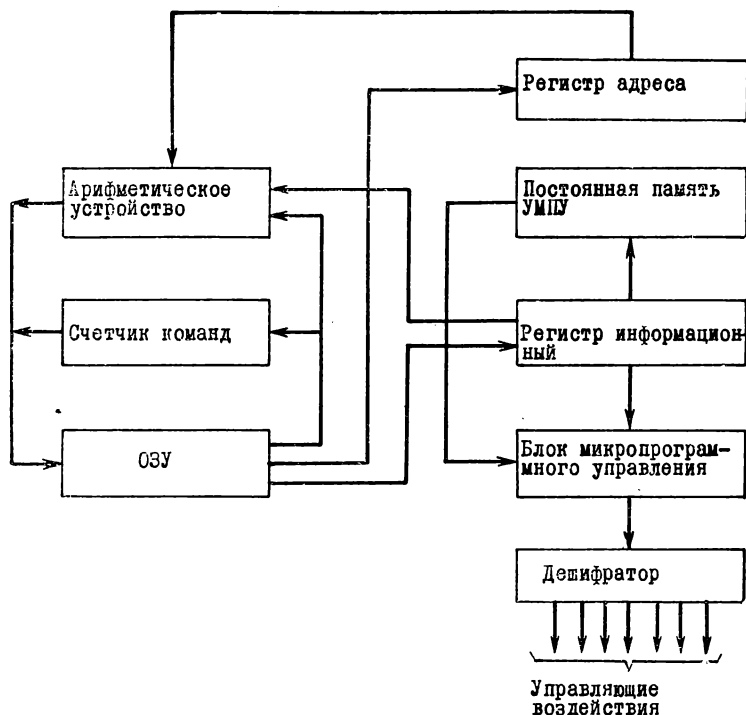 Регистр адреса
Арифметическое
устройство
Постоянная память
УМПУ
Счетчик команд
Регистр информацион-
ный
ОЗУ
Блок микропрограм-
много управления
Дешифратор
Управляющие
воздействия